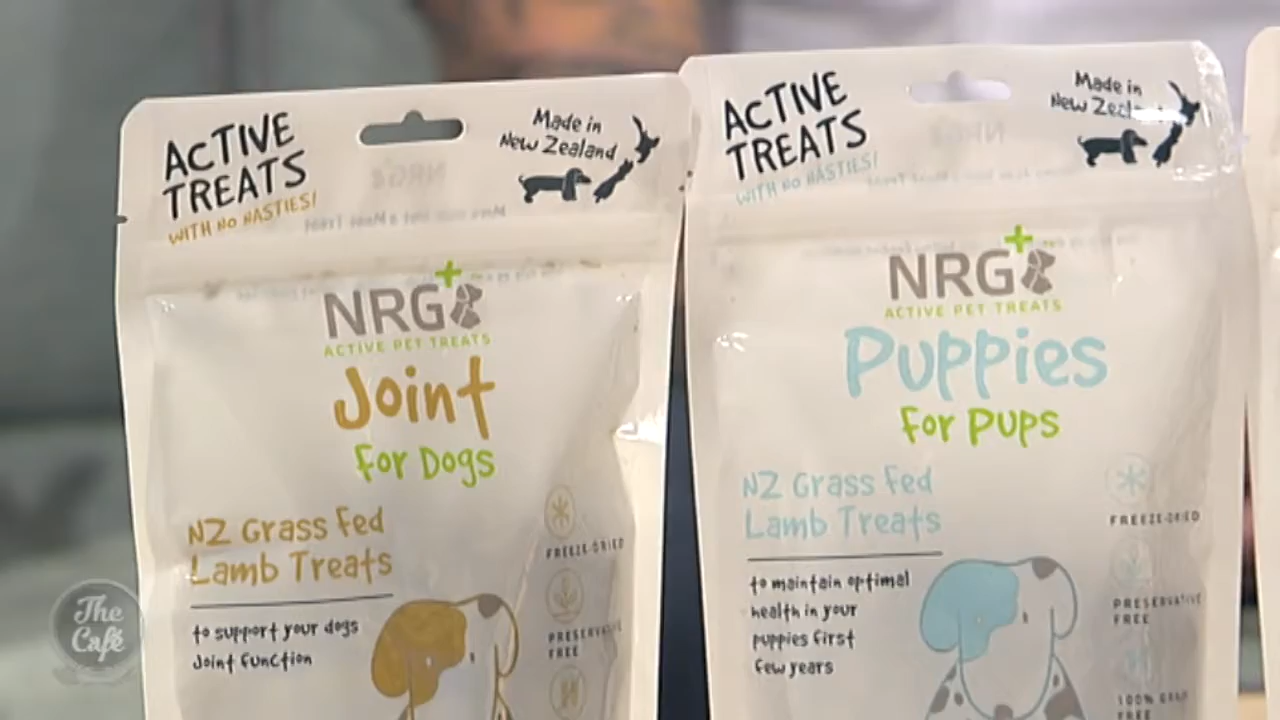 ACTIVE
TREATS
WITH NO NASTIES!
Made in
New Zealand
NRG+
ACTIVE PET TREATS
Joint
For Dogs
NZ Grass Fed
Lamb Treats
to support your dogs
joint function
FREEZE-DRIED
PRESERVATIVE
FREE
ACTIVE
TREATS
WITH NO NASTIES!
Made in
New
NRG+
ACTIVE PET TREATS
Puppies
For Pups
NZ Grass Fed
Lamb Treats
to maintain optimal
health in your
puppies first
few years
FREEZE-DRIED
PRESERVATIVE
FREE
100% GRAIN
FREE
The
Café